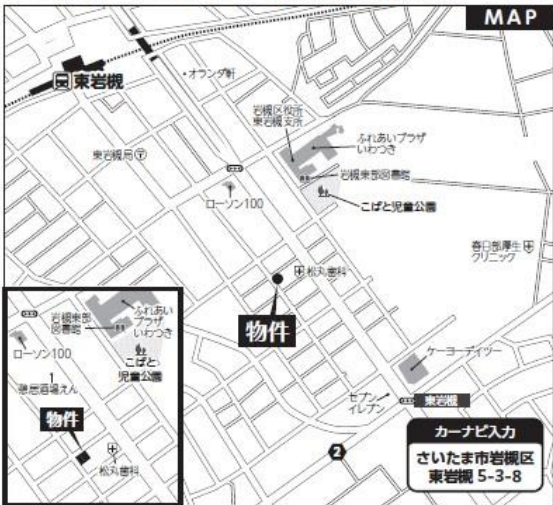 MAP
東岩槻
オランダ軒
岩槻区役所
東岩槻支所
ふれあいプラザ
いわつき
東岩槻局
岩槻東部図書館
ローソン100
こばと児童公園
松丸歯科
春日部厚生
クリニック
物件
ケーヨーデイツー
セブン
イレブン
東岩槻
2
カーナビ入力
さいたま市岩槻区
東岩槻 5-3-8
岩槻東部
図書館
ふれあい
プラザ
いわつき
ローソン100
こばと
児童公園
憩居酒場えん
物件
松丸歯科